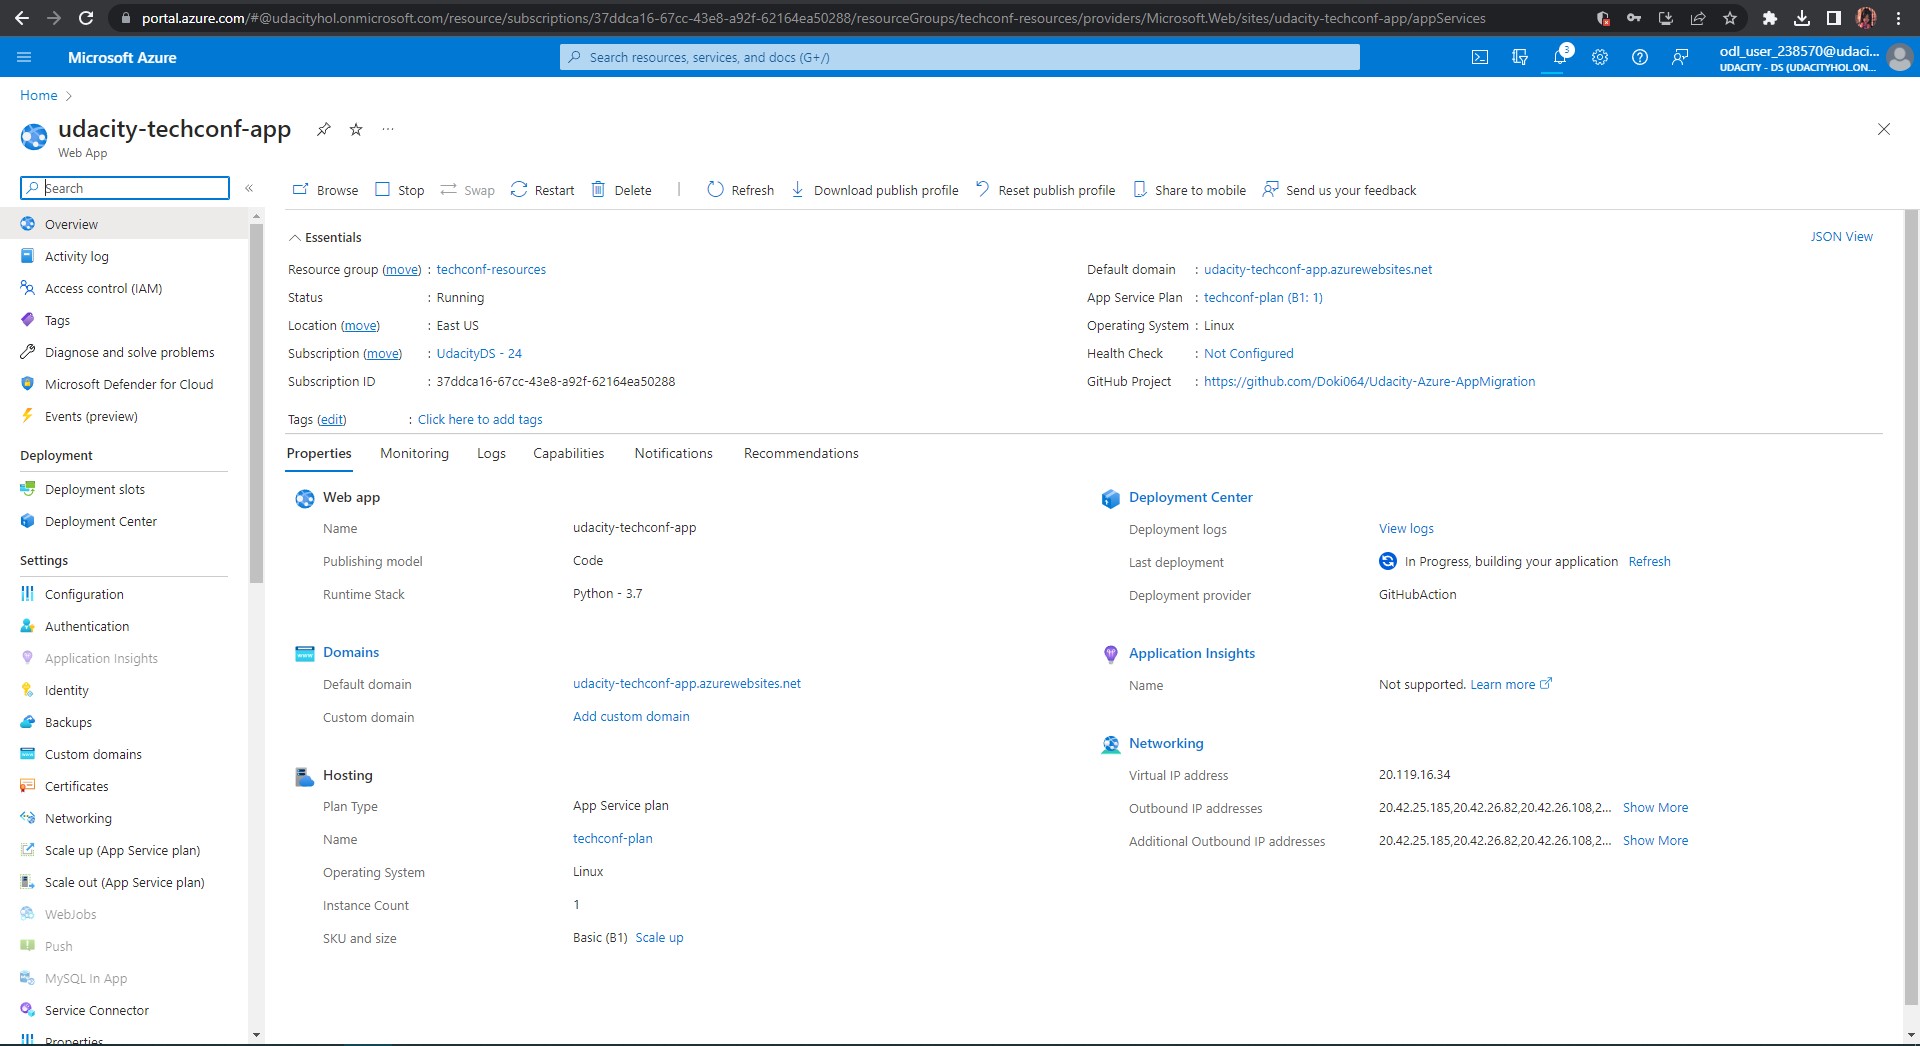 portal.azure.com/#@udacityhol.onmicrosoft.com/resource/subscriptions/37ddca16-67cc-43e8-a92f-62164ea50288/resourceGroups/techconf-resources/providers/Microsoft.Web/sites/udacity-techconf-app/appServices
Microsoft Azure
Search resources, services, and docs (G+/)
3
odl_user_238570@udaci...
UDACITY - DS (UDACITYHOL.ON...
Home
udacity-techconf-app
Web App
Search
Browse Stop Swap Restart Delete Refresh Download publish profile Reset publish profile Share to mobile Send us your feedback
Overview
Activity log
Access control (IAM)
Tags
Diagnose and solve problems
Microsoft Defender for Cloud
Events (preview)
Deployment
Deployment slots
Deployment Center
Settings
Configuration
Authentication
Application Insights
Identity
Backups
Custom domains
Certificates
Networking
Scale up (App Service plan)
Scale out (App Service plan)
WebJobs
Push
MySQL In App
Service Connector
Properties
Essentials
JSON View
Resource group (move) : techconf-resources
Status : Running
Location (move) : East US
Subscription (move) : UdacityDS - 24
Subscription ID : 37ddca16-67cc-43e8-a92f-62164ea50288
Tags (edit) : Click here to add tags
Default domain : udacity-techconf-app.azurewebsites.net
App Service Plan : techconf-plan (B1: 1)
Operating System : Linux
Health Check : Not Configured
GitHub Project : https://github.com/Doki064/Udacity-Azure-AppMigration
Properties Monitoring Logs Capabilities Notifications Recommendations
Web app
Name udacity-techconf-app
Publishing model Code
Runtime Stack Python - 3.7
Domains
Default domain udacity-techconf-app.azurewebsites.net
Custom domain Add custom domain
Hosting
Plan Type App Service plan
Name techconf-plan
Operating System Linux
Instance Count 1
SKU and size Basic (B1) Scale up
Deployment Center
Deployment logs View logs
Last deployment In Progress, building your application Refresh
Deployment provider GitHubAction
Application Insights
Name Not supported. Learn more
Networking
Virtual IP address 20.119.16.34
Outbound IP addresses 20.42.25.185,20.42.26.82,20.42.26.108,2... Show More
Additional Outbound IP addresses 20.42.25.185,20.42.26.82,20.42.26.108,2... Show More